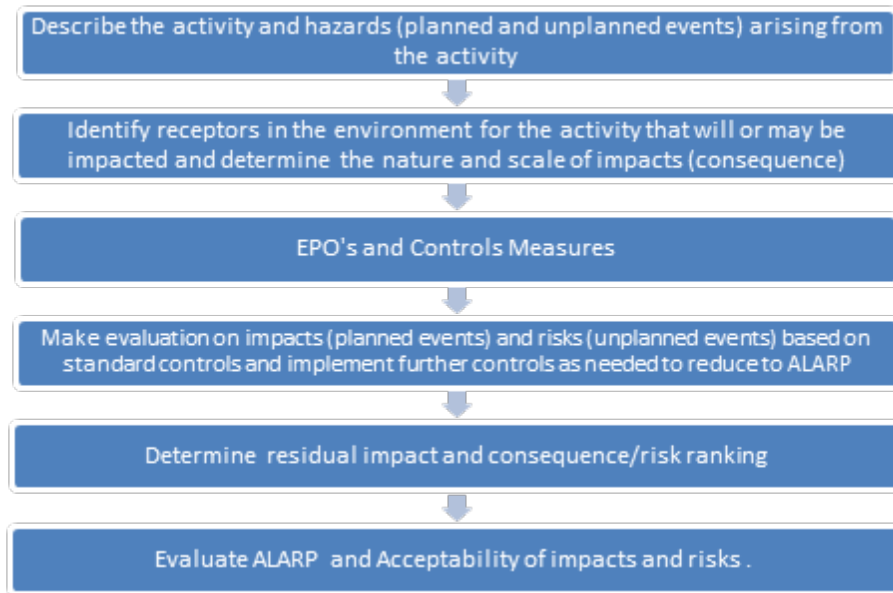 Describe the activity and hazards (planned and unplanned events) arising from
the activity
Identify receptors in the environment for the activity that will or may be
impacted and determine the nature and scale of impacts (consequence)
EPO's and Controls Measures
Make evaluation on impacts (planned events) and risks (unplanned events) based on
standard controls and implement further controls as needed to reduce to ALARP
Determine residual impact and consequence/risk ranking
Evaluate ALARP and Acceptability of impacts and risks .